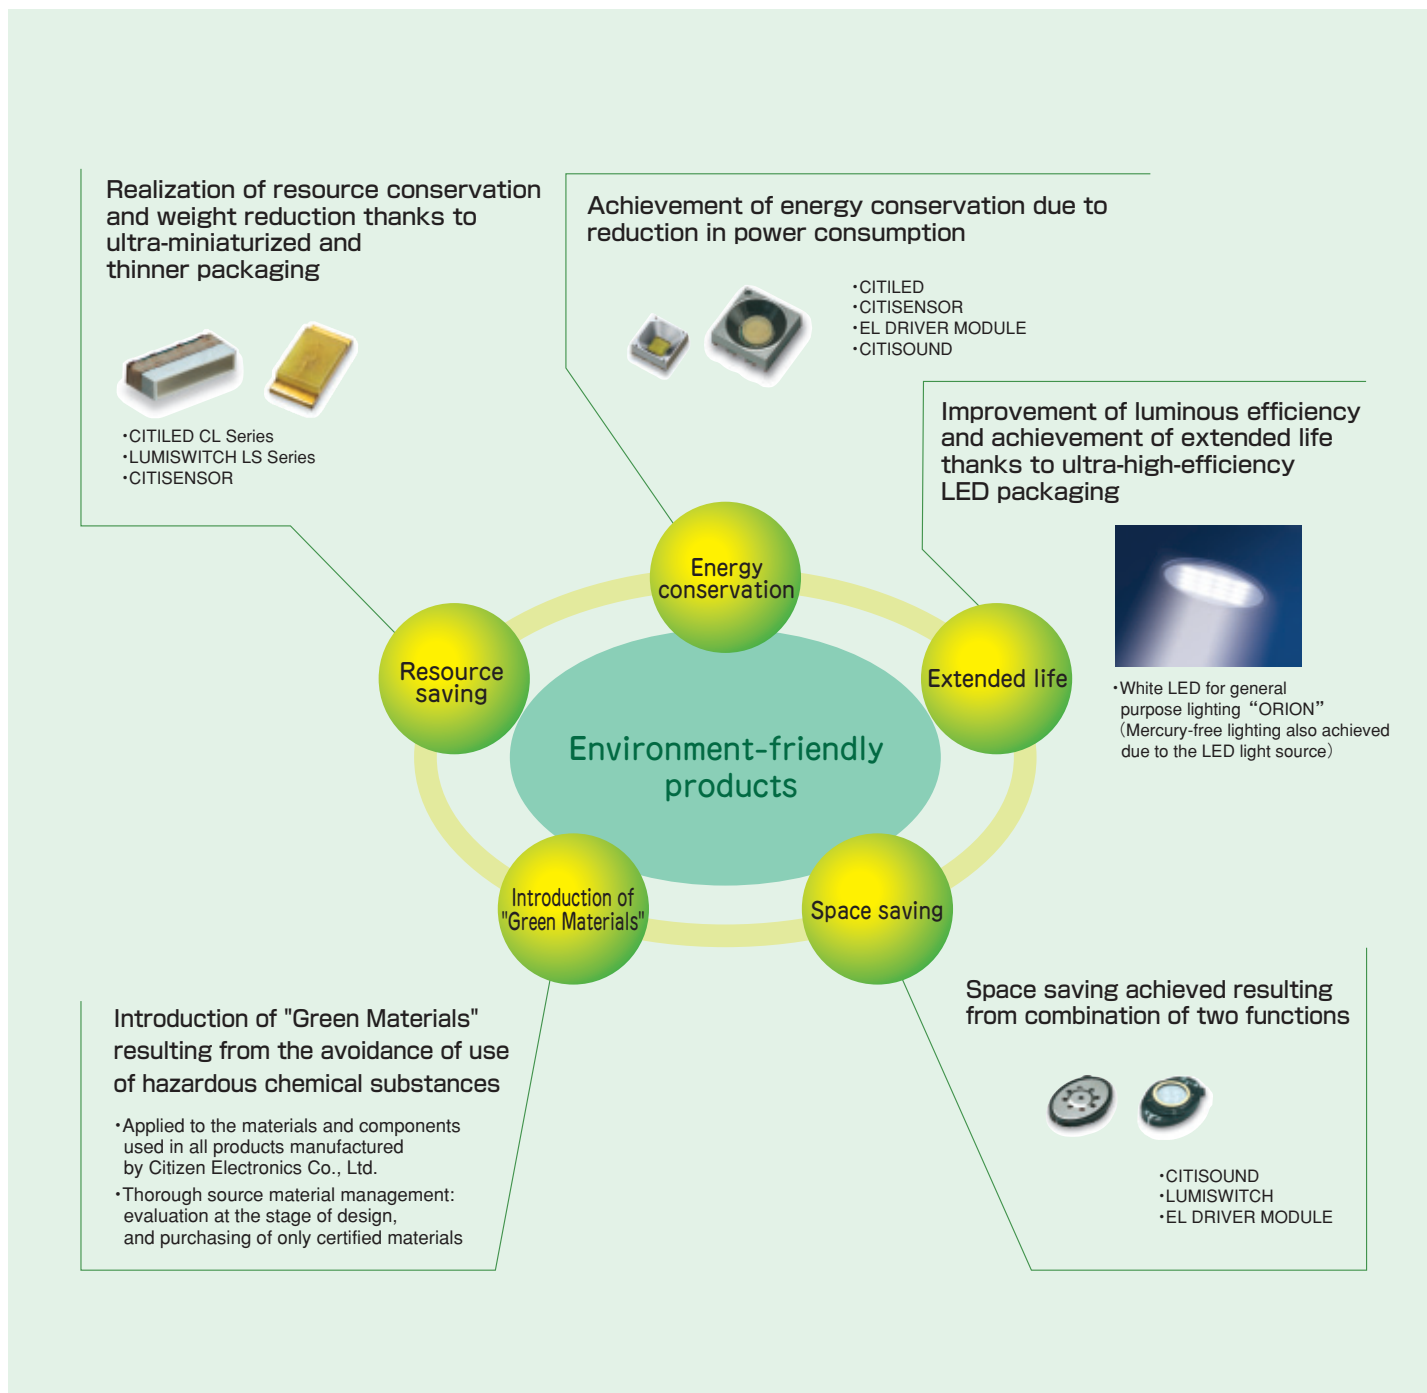 Realization of resource conservation
and weight reduction thanks to
ultra-miniaturized and
thinner packaging
・CITILED CL Series
・LUMISWITCH LS Series
・CITISENSOR
Achievement of energy conservation due to
reduction in power consumption
・CITILED
・CITISENSOR
・EL DRIVER MODULE
・CITISOUND
Improvement of luminous efficiency
and achievement of extended life
thanks to ultra-high-efficiency
LED packaging
・White LED for general
purpose lighting “ORION”
（Mercury-free lighting also achieved
due to the LED light source）
Energy
conservation
Resource
saving
Extended life
Environment-friendly
products
Introduction of
"Green Materials"
Space saving
Introduction of "Green Materials"
resulting from the avoidance of use
of hazardous chemical substances
・Applied to the materials and components
used in all products manufactured
by Citizen Electronics Co., Ltd.
・Thorough source material management:
evaluation at the stage of design,
and purchasing of only certified materials
Space saving achieved resulting
from combination of two functions
・CITISOUND
・LUMISWITCH
・EL DRIVER MODULE